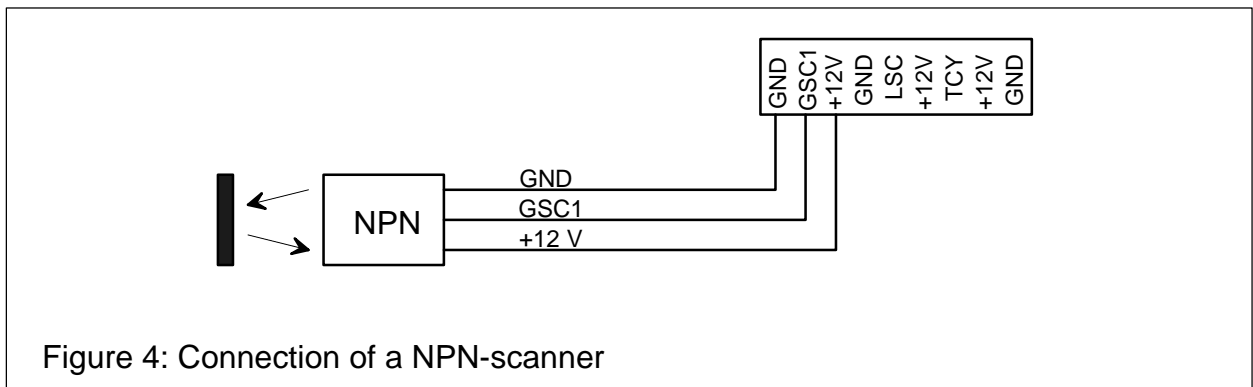 GND
GSC1
+12V
GND
LSC
+12V
TCY
+12V
GND
GND
GSC1
+12 V
NPN
Figure 4: Connection of a NPN-scanner